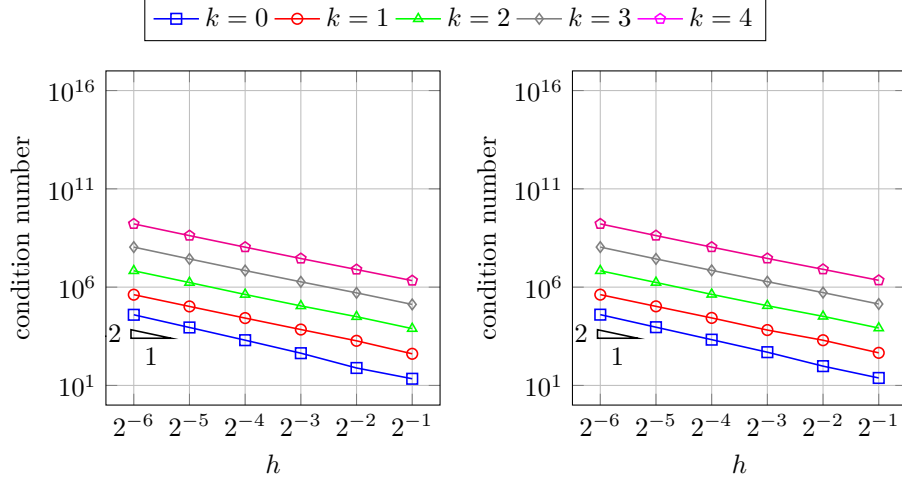 k = 0 k = 1 k = 2 k = 3 k = 4
condition number
10^16
10^11
10^6
10^1
2
1
2^−6 2^−5 2^−4 2^−3 2^−2 2^−1
h
condition number
10^16
10^11
10^6
10^1
2
1
2^−6 2^−5 2^−4 2^−3 2^−2 2^−1
h